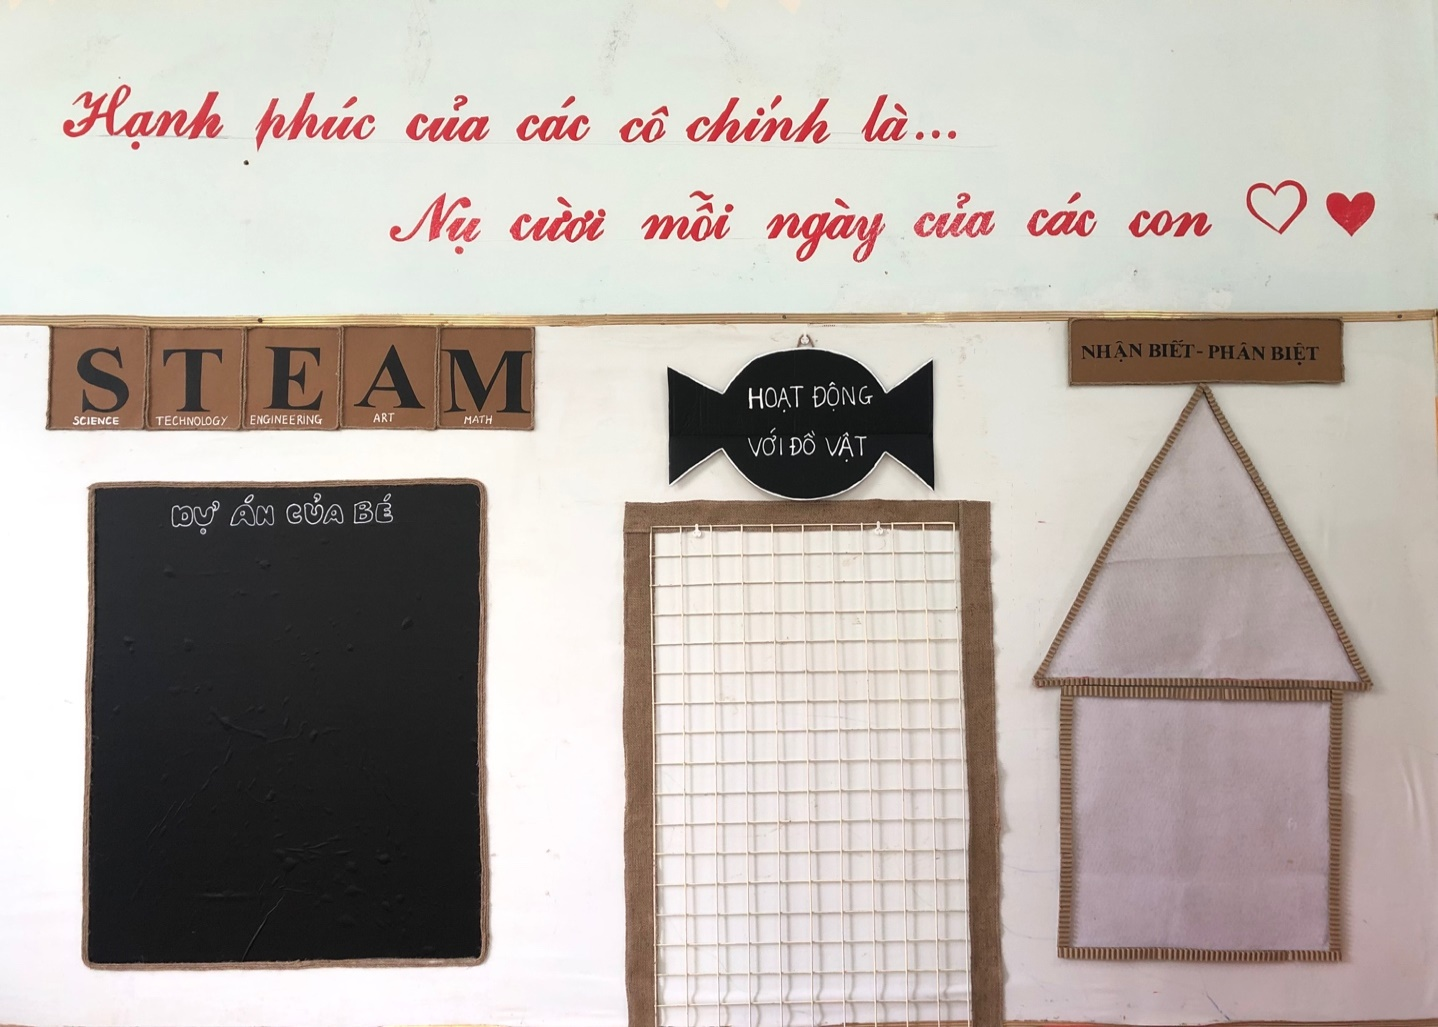 Hạnh phúc của các cô chính là...
Nụ cười mỗi ngày của các con
STEAM
SCIENCE TECHNOLOGY ENGINEERING ART MATH
DỰ ÁN CỦA BÉ
HOẠT ĐỘNG
VỚI ĐỒ VẬT
NHẬN BIẾT - PHÂN BIỆT